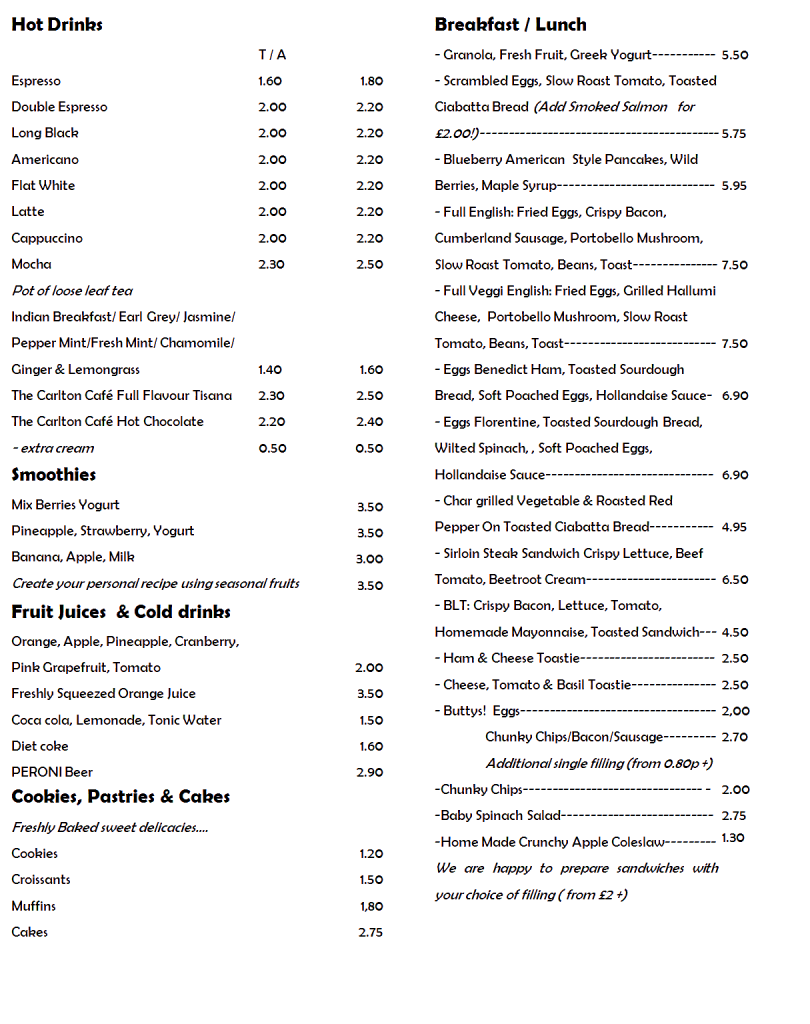 Hot Drinks
T / A
Espresso 1.60 1.80
Double Espresso 2.00 2.20
Long Black 2.00 2.20
Americano 2.00 2.20
Flat White 2.00 2.20
Latte 2.00 2.20
Cappuccino 2.00 2.20
Mocha 2.30 2.50
Pot of loose leaf tea
Indian Breakfast/ Earl Grey/ Jasmine/
Pepper Mint/Fresh Mint/ Chamomile/
Ginger & Lemongrass 1.40 1.60
The Carlton Café Full Flavour Tisana 2.30 2.50
The Carlton Café Hot Chocolate 2.20 2.40
- extra cream 0.50 0.50
Smoothies
Mix Berries Yogurt 3.50
Pineapple, Strawberry, Yogurt 3.50
Banana, Apple, Milk 3.00
Create your personal recipe using seasonal fruits 3.50
Fruit Juices & Cold drinks
Orange, Apple, Pineapple, Cranberry,
Pink Grapefruit, Tomato 2.00
Freshly Squeezed Orange Juice 3.50
Coca cola, Lemonade, Tonic Water 1.50
Diet coke 1.60
PERONI Beer 2.90
Cookies, Pastries & Cakes
Freshly Baked sweet delicacies....
Cookies 1.20
Croissants 1.50
Muffins 1,80
Cakes 2.75
Breakfast / Lunch
- Granola, Fresh Fruit, Greek Yogurt----------- 5.50
- Scrambled Eggs, Slow Roast Tomato, Toasted
Ciabatta Bread (Add Smoked Salmon for
£2.00!)----------------------------------------- 5.75
- Blueberry American Style Pancakes, Wild
Berries, Maple Syrup--------------------------- 5.95
- Full English: Fried Eggs, Crispy Bacon,
Cumberland Sausage, Portobello Mushroom,
Slow Roast Tomato, Beans, Toast--------------- 7.50
- Full Veggi English: Fried Eggs, Grilled Hallumi
Cheese, Portobello Mushroom, Slow Roast
Tomato, Beans, Toast-------------------------- 7.50
- Eggs Benedict Ham, Toasted Sourdough
Bread, Soft Poached Eggs, Hollandaise Sauce- 6.90
- Eggs Florentine, Toasted Sourdough Bread,
Wilted Spinach, , Soft Poached Eggs,
Hollandaise Sauce----------------------------- 6.90
- Char grilled Vegetable & Roasted Red
Pepper On Toasted Ciabatta Bread----------- 4.95
- Sirloin Steak Sandwich Crispy Lettuce, Beef
Tomato, Beetroot Cream---------------------- 6.50
- BLT: Crispy Bacon, Lettuce, Tomato,
Homemade Mayonnaise, Toasted Sandwich--- 4.50
- Ham & Cheese Toastie----------------------- 2.50
- Cheese, Tomato & Basil Toastie--------------- 2.50
- Buttys! Eggs---------------------------------- 2,00
Chunky Chips/Bacon/Sausage--------- 2.70
Additional single filling (from 0.80p +)
-Chunky Chips------------------------------- - 2.00
-Baby Spinach Salad-------------------------- 2.75
-Home Made Crunchy Apple Coleslaw--------- 1.30
We are happy to prepare sandwiches with
your choice of filling ( from £2 +)